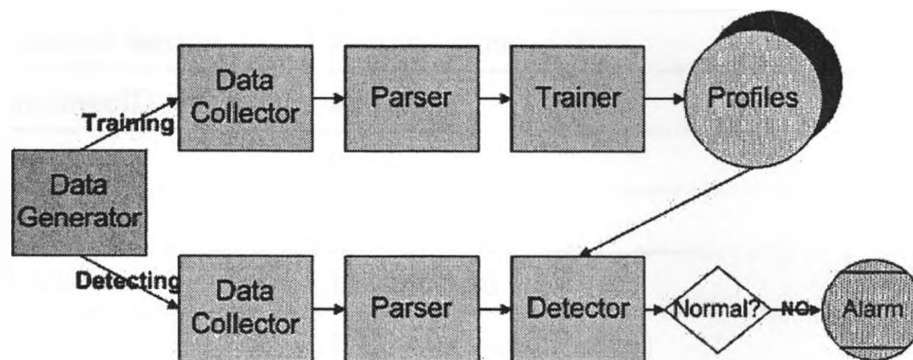 Training
Data
Collector
Parser
Trainer
Profiles
Data
Generator
Detecting
Data
Collector
Parser
Detector
Normal?
NO
Alarm